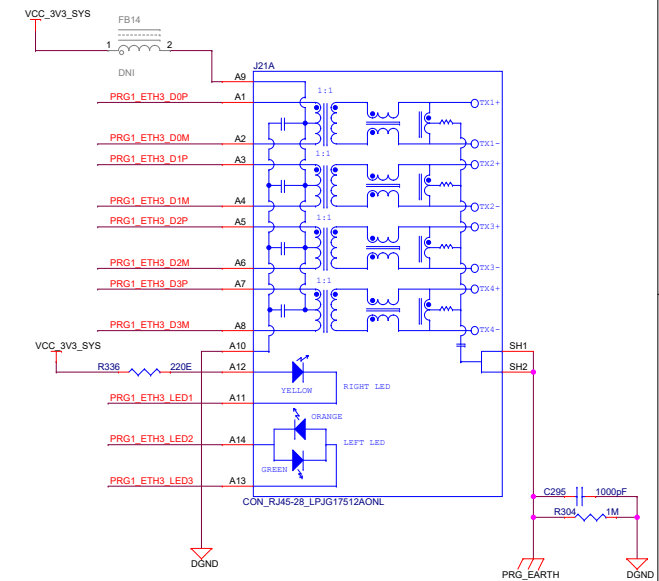 VCC_3V3_SYS
FB14
1 2
DNI
J21A
A9
1:1
PRG1_ETH3_D0P A1 TX1+
PRG1_ETH3_D0M A2 TX1-
1:1
PRG1_ETH3_D1P A3 TX2+
PRG1_ETH3_D1M A4 TX2-
1:1
PRG1_ETH3_D2P A5 TX3+
PRG1_ETH3_D2M A6 TX3-
1:1
PRG1_ETH3_D3P A7 TX4+
PRG1_ETH3_D3M A8 TX4-
VCC_3V3_SYS A10 SH1
R336 220E A12 SH2
YELLOW RIGHT LED
PRG1_ETH3_LED1 A11
ORANGE
PRG1_ETH3_LED2 A14 LEFT LED
GREEN
PRG1_ETH3_LED3 A13
CON_RJ45-28_LPJG17512AONL
C295 1000pF
R304 1M
DGND
PRG_EARTH
DGND